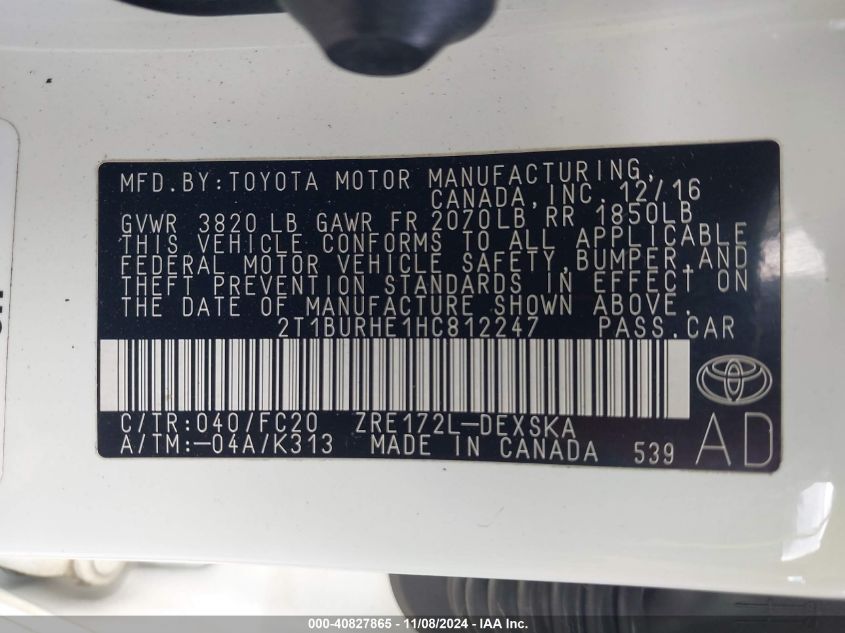 MFD.BY:TOYOTA MOTOR MANUFACTURING,
CANADA,INC. 12/16
GVWR 3820 LB GAWR FR 2070LB RR 1850LB
THIS VEHICLE CONFORMS TO ALL APPLICABLE
FEDERAL MOTOR VEHICLE SAFETY,BUMPER,AND
THEFT PREVENTION STANDARDS IN EFFECT ON
THE DATE OF MANUFACTURE SHOWN ABOVE.
2T1BURHE1HC812247 PASS.CAR
C/TR:040/FC20 ZRE172L-DEXSKA
A/TM:-04A/K313 MADE IN CANADA 539
AD
000-40827865 - 11/08/2024 - IAA Inc.